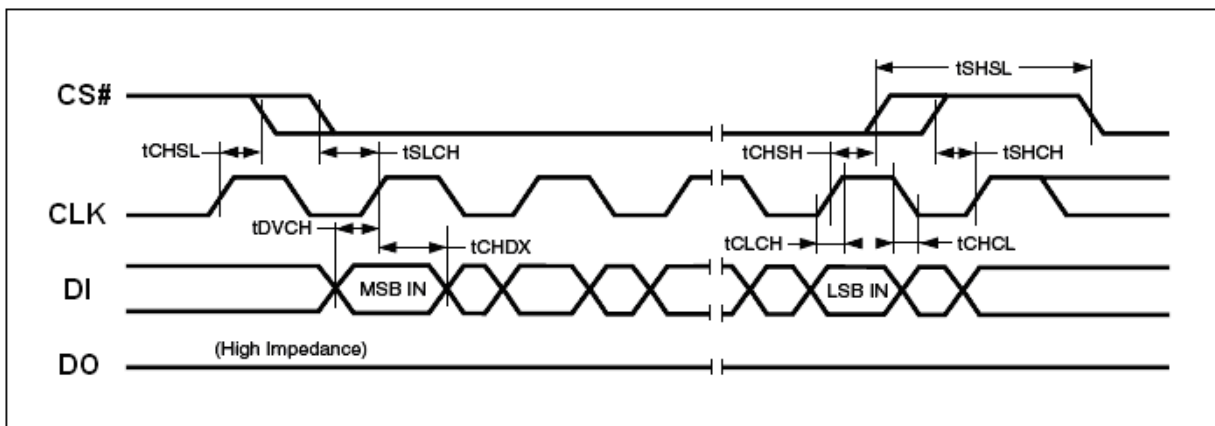 tSHSL
CS#
tCHSL
tSLCH
tCHSH
tSHCH
CLK
tDVCH
tCHDX
tCLCH
tCHCL
DI
MSB IN
LSB IN
(High Impedance)
DO